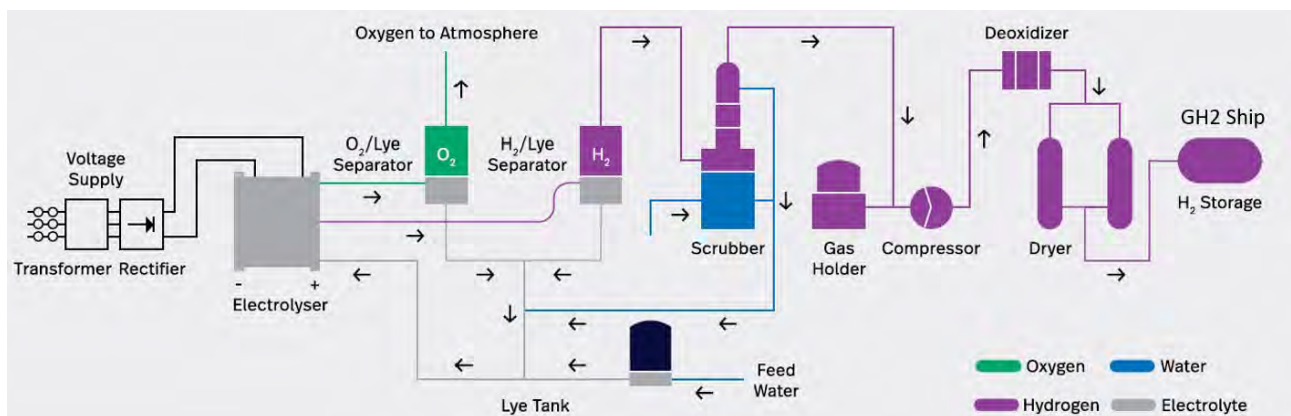 Oxygen to Atmosphere
Deoxidizer
GH2 Ship
Voltage
Supply
O₂/Lye
Separator
O₂
H₂/Lye
Separator
H₂
H₂ Storage
Transformer
Rectifier
Scrubber
Gas
Holder
Compressor
Dryer
-
+
Electrolyser
Feed
Water
Lye Tank
Oxygen
Water
Hydrogen
Electrolyte